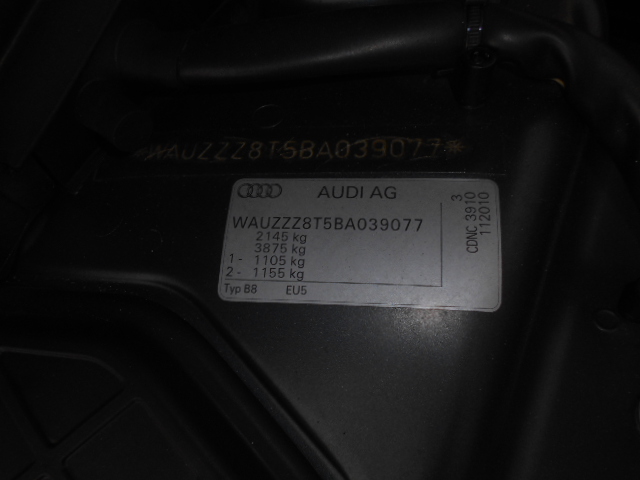 *WAUZZZ8T5BA039077*
AUDI AG
WAUZZZ8T5BA039077
2145 kg
3875 kg
1- 1105 kg
2- 1155 kg
Typ B8 EU5
3
CDNC 3910
112010